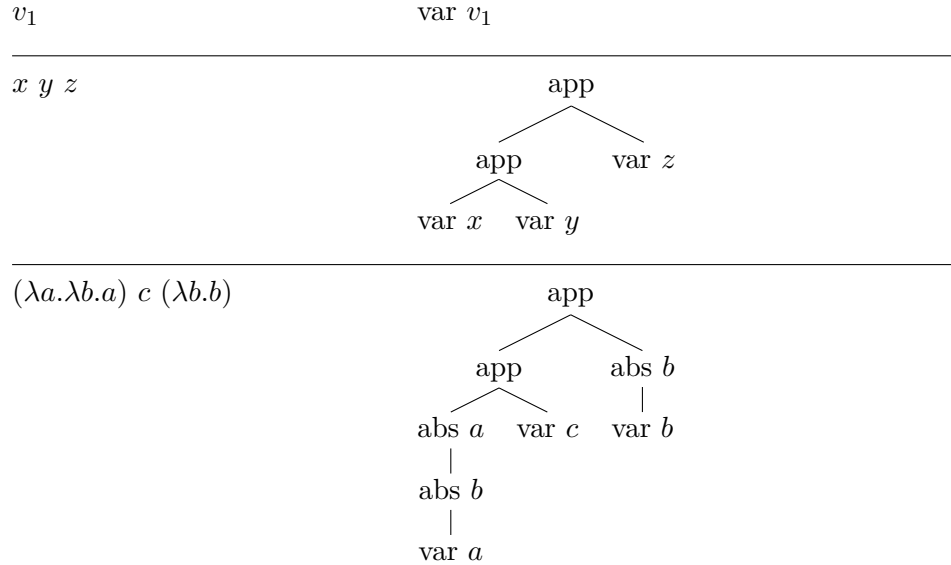 v₁ var v₁
x y z app
app var z
var x var y
(λa.λb.a) c (λb.b) app
app abs b
abs a var c var b
abs b
var a